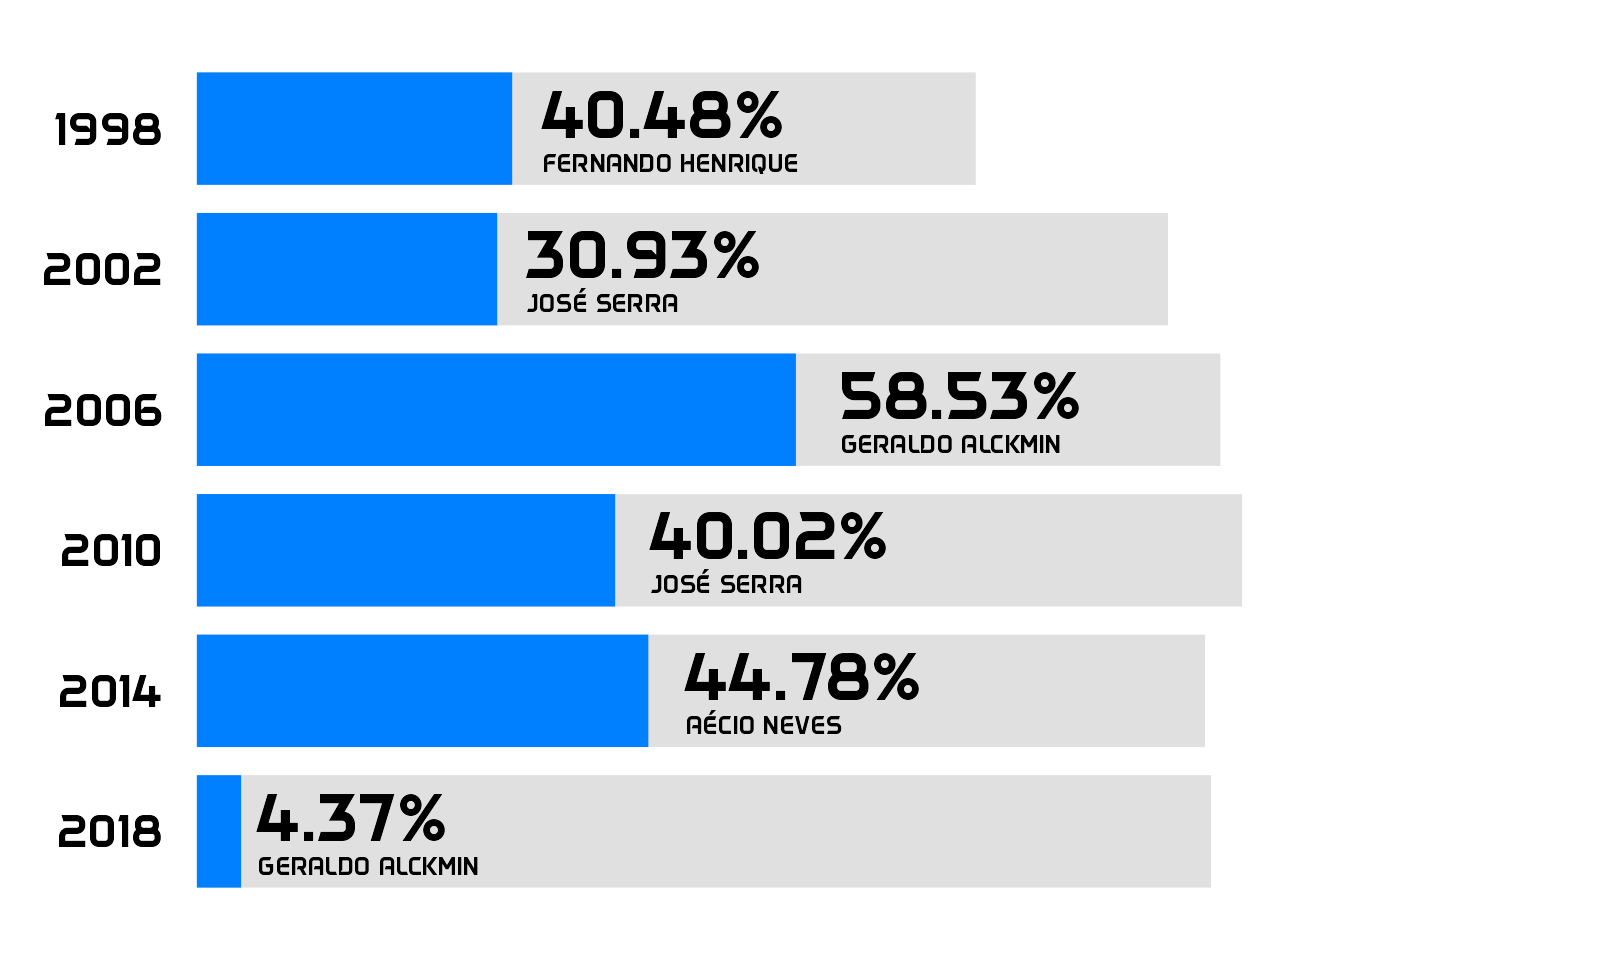 1998
40.48%
FERNANDO HENRIQUE
2002
30.93%
JOSÉ SERRA
2006
58.53%
GERALDO ALCKMIN
2010
40.02%
JOSÉ SERRA
2014
44.78%
AÉCIO NEVES
2018
4.37%
GERALDO ALCKMIN